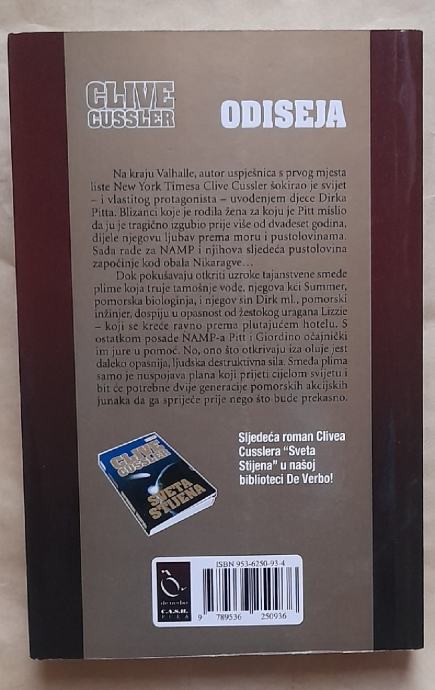 CLIVE
CUSSLER
ODISEJA
Na kraju Valhalle, autor uspješnica s prvog mjesta
liste New York Timesa Clive Cussler šokirao je svijet
– i vlastitog protagonista – uvođenjem djece Dirka
Pitta. Blizanci koje je rodila žena za koju je Pitt mislio
da ju je tragično izgubio prije više od dvadeset godina,
dijele njegovu ljubav prema moru i pustolovinama.
Sada rade za NAMP i njihova sljedeća pustolovina
započinje kod obala Nikaragve…
Dok pokušavaju otkriti uzroke tajanstvene smeđe
plime koja truje tamošnje vode, njegova kći Summer,
pomorska biologinja, i njegov sin Dirk ml., pomorski
inženjer, dospiju u opasnost od žestokog uragana Lizzie
– koji se kreće ravno prema plutajućem hotelu. S
ostatkom posade NAMP-a Pitt i Giordino očajnički
im jure u pomoć. No, ono što otkrivaju iza oluje jest
daleko opasnija, ljudska destruktivna sila. Smeđa plima
samo je nuspojava plana koji prijeti cijelom svijetu i
bit će potrebne dvije generacije pomorskih akcijskih
junaka da ga spriječe prije nego što bude prekasno.
CLIVE
CUSSLER
SVETA
STIJENA
Sljedeća roman Clivea
Cusslera "Sveta
Stijena" u našoj
biblioteci De Verbo!
ISBN 953-6250-93-4
de verbo
C.A.S.H.
PULA
9 789536 250936